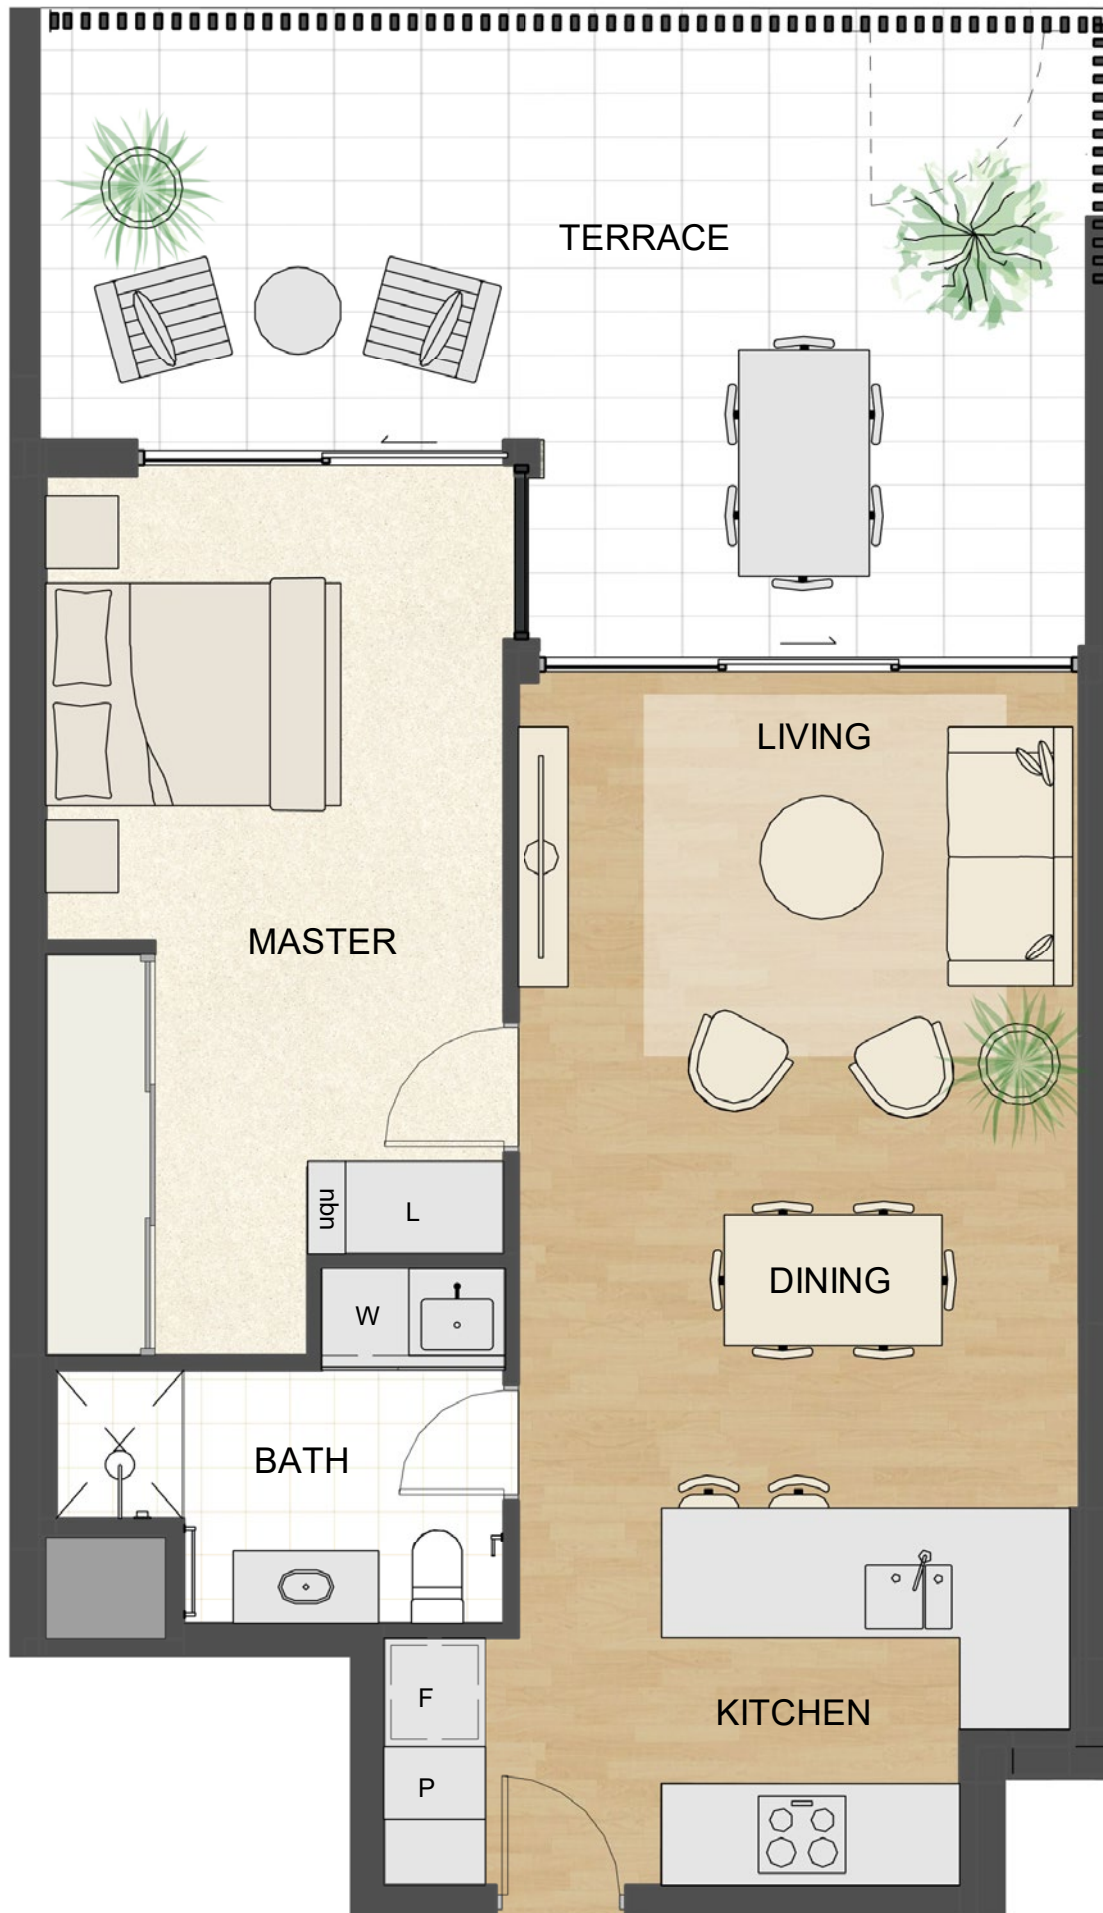 TERRACE
LIVING
MASTER
nbn
L
DINING
W
BATH
F
KITCHEN
P